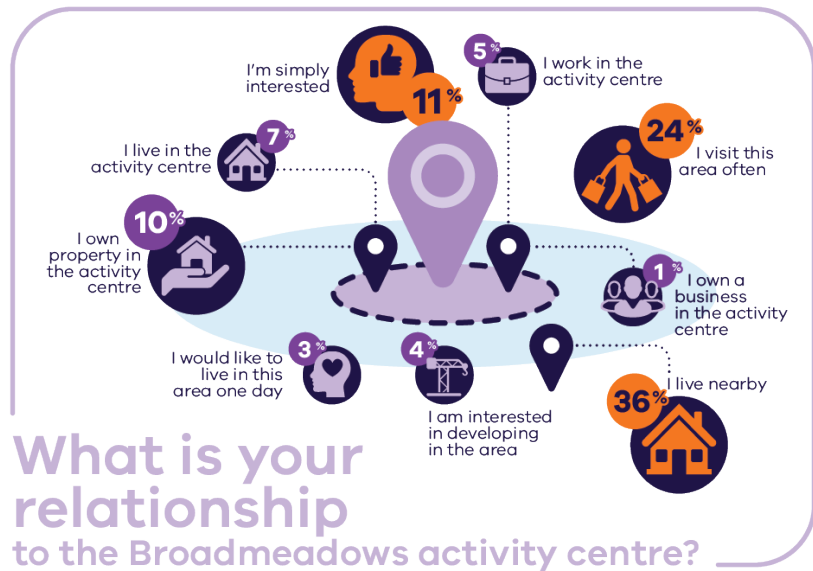 I'm simply
interested
11%
5%
I work in the
activity centre
24%
I visit this
area often
7%
I live in the
activity centre
10%
I own
property in
the activity
centre
1%
I own a
business
in the activity
centre
3%
I would like to
live in this
area one day
4%
I am interested
in developing
in the area
36%
I live nearby
What is your
relationship
to the Broadmeadows activity centre?